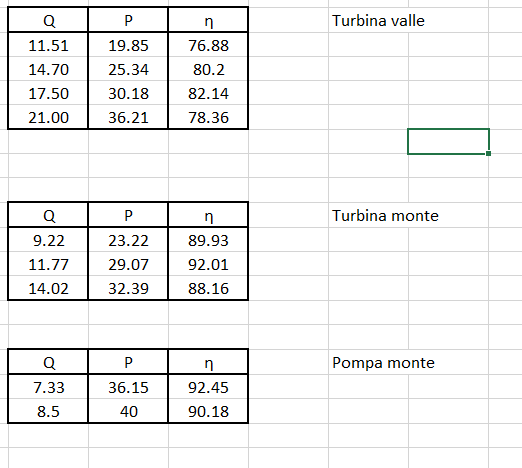 Q P η Turbina valle
11.51 19.85 76.88
14.70 25.34 80.2
17.50 30.18 82.14
21.00 36.21 78.36
Q P η Turbina monte
9.22 23.22 89.93
11.77 29.07 92.01
14.02 32.39 88.16
Q P η Pompa monte
7.33 36.15 92.45
8.5 40 90.18